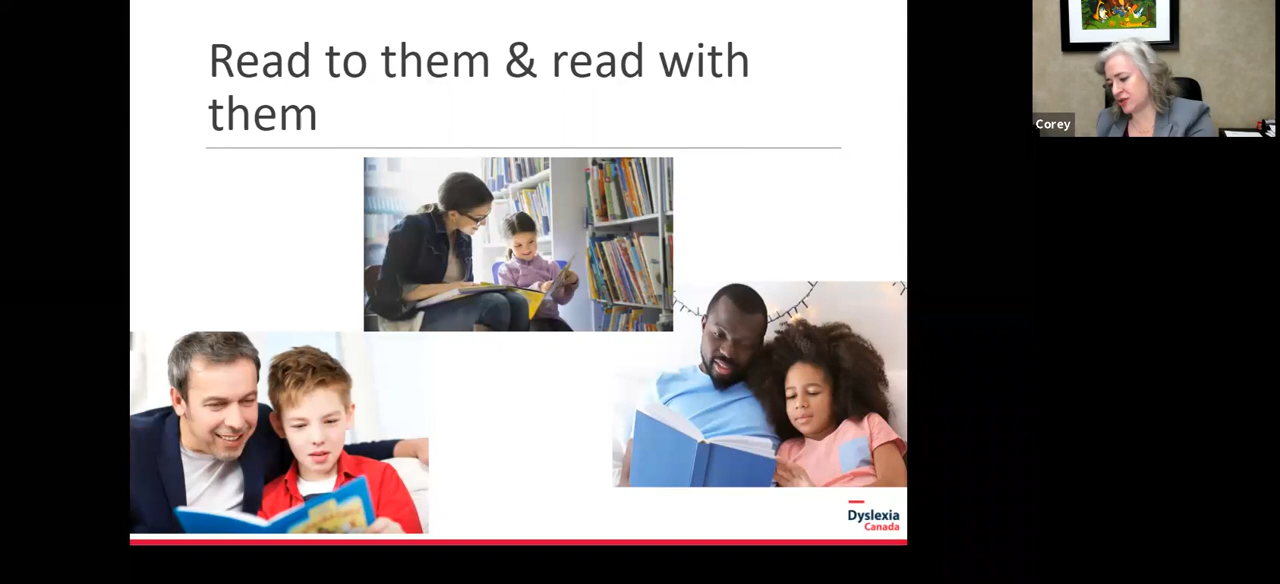 Read to them & read with
them
Corey
Dyslexia
Canada